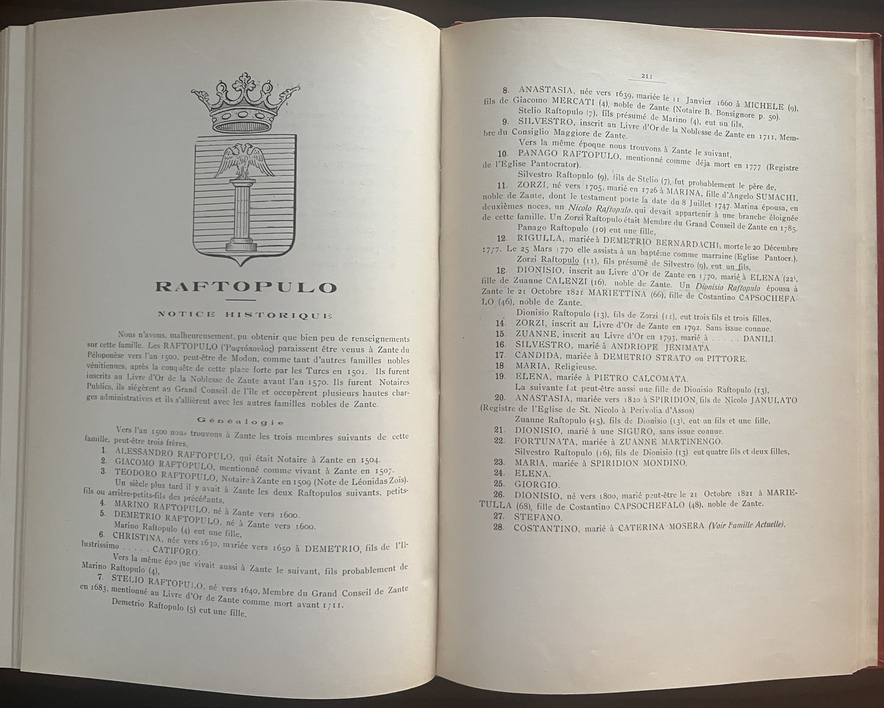 RAFTOPULO
NOTICE HISTORIQUE
Nous n'avons, malheureusement, pu obtenir que bien peu de renseignements
sur cette famille. Les RAFTOPULO ('Ραφτόπουλος) paraissent être venus à Zante du
Péloponèse vers l'an 1500, peut-être de Modon, comme tant d'autres familles nobles
vénitiennes, après la conquête de cette place forte par les Turcs en 1501. Ils furent
inscrits au Livre d'Or de la Noblesse de Zante avant l'an 1570. Ils furent Notaires
Publics, ils siégèrent au Grand Conseil de l'île et occupèrent plusieurs hautes char-
ges administratives et ils s'allièrent avec les autres familles nobles de Zante.
Généalogie
Vers l'an 1500 nous trouvons à Zante les trois membres suivants de cette
famille, peut-être trois frères.
1. ALESSANDRO RAFTOPULO, qui était Notaire à Zante en 1504.
2. GIACOMO RAFTOPULO, mentionné comme vivant à Zante en 1507.
3. TEODORO RAFTOPULO, Notaire à Zante en 1509 (Note de Léonidas Zois).
Un siècle plus tard il y avait à Zante les deux Raftopulos suivants, petits-
fils ou arrière-petits-fils des précédants.
4. MARINO RAFTOPULO, né à Zante vers 1600.
5. DEMETRIO RAFTOPULO, né à Zante vers 1600.
Marino Raftopulo (4) eut une fille,
6. CHRISTINA, née vers 1630, mariée vers 1650 à DEMETRIO, fils de l'Il-
lustrissimo . . . . . CATIFORO.
Vers la même époque vivait aussi à Zante le suivant, fils probablement de
Marino Raftopulo (4).
7. STELIO RAFTOPULO, né vers 1640, Membre du Grand Conseil de Zante
en 1683, mentionné au Livre d'Or de Zante comme mort avant 1711.
Demetrio Raftopulo (5) eut une fille,
211
8. ANASTASIA, née vers 1639, mariée le 11 Janvier 1660 à MICHELE (9),
fils de Giacomo MERCATI (4), noble de Zante (Notaire B. Bonsignore p. 50).
Stelio Raftopulo (7), fils présumé de Marino (4), eut un fils,
9. SILVESTRO, inscrit au Livre d'Or de la Noblesse de Zante en 1711, Mem-
bre du Consiglio Maggiore de Zante.
Vers la même époque nous trouvons à Zante le suivant,
10. PANAGO RAFTOPULO, mentionné comme déja mort en 1777 (Registre
de l'Eglise Pantocrator).
Silvestro Raftopulo (9), fils de Stelio (7), fut probablement le père de,
11. ZORZI, né vers 1705, marié en 1726 à MARINA, fille d'Angelo SUMACHI,
noble de Zante, dont le testament porte la date du 8 Juillet 1747. Marina épousa, en
deuxièmes noces, un Nicolo Raftopulo, qui devait appartenir à une branche éloignée
de cette famille. Un Zorzi Raftopulo était Membre du Grand Conseil de Zante en 1785.
Panago Raftopulo (10) eut une fille,
12. RIGULLA, mariée à DEMETRIO BERNARDACHI, morte le 20 Décembre
1777. Le 25 Mars 1770 elle assista à un baptême comme marraine (Eglise Pantocr.).
Zorzi Raftopulo (11), fils présumé de Silvestro (9), eut un fils,
13. DIONISIO, inscrit au Livre d'Or de Zante en 1770, marié à ELENA (22),
fille de Zuanne CALENZI (16), noble de Zante. Un Dionisio Raftopulo épousa à
Zante le 21 Octobre 1821 MARIETTINA (66), fille de Costantino CAPSOCHEFA-
LO (46), noble de Zante.
Dionisio Raftopulo (13), fils de Zorzi (11), eut trois fils et trois filles,
14. ZORZI, inscrit au Livre d'Or de Zante en 1792. Sans issue connue.
15. ZUANNE, inscrit au Livre d'Or en 1793, marié à . . . . . DANILI.
16. SILVESTRO, marié à ANDRIOPE JENIMATA.
17. CANDIDA, mariée à DEMETRIO STRATO ou PITTORE.
18. MARIA, Religieuse.
19. ELENA, mariée à PIETRO CALCOMATA.
La suivante fut peut-être aussi une fille de Dionisio Raftopulo (13),
20. ANASTASIA, mariée vers 1820 à SPIRIDION, fils de Nicolo JANULATO
(Registre de l'Eglise de St. Nicolo à Perivolia d'Assos)
Zuanne Raftopulo (15), fils de Dionisio (13), eut un fils et une fille,
21. DIONISIO, marié à une SIGURO, sans issue connue.
22. FORTUNATA, mariée à ZUANNE MARTINENGO.
Silvestro Raftopulo (16), fils de Dionisio (13) eut quatre fils et deux filles,
23. MARIA, mariée à SPIRIDION MONDINO.
24. ELENA.
25. GIORGIO.
26. DIONISIO, né vers 1800, marié peut-être le 21 Octobre 1821 à MARIE-
TULLA (68), fille de Costantino CAPSOCHEFALO (48), noble de Zante.
27. STEFANO.
28. COSTANTINO, marié à CATERINA MOSERA (Voir Famille Actuelle).